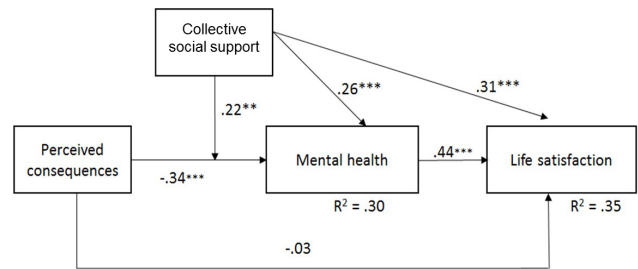 Collective
social support
.22**
.26***
.31***
Perceived
consequences
-.34***
Mental health
.44***
Life satisfaction
R² = .30
R² = .35
-.03